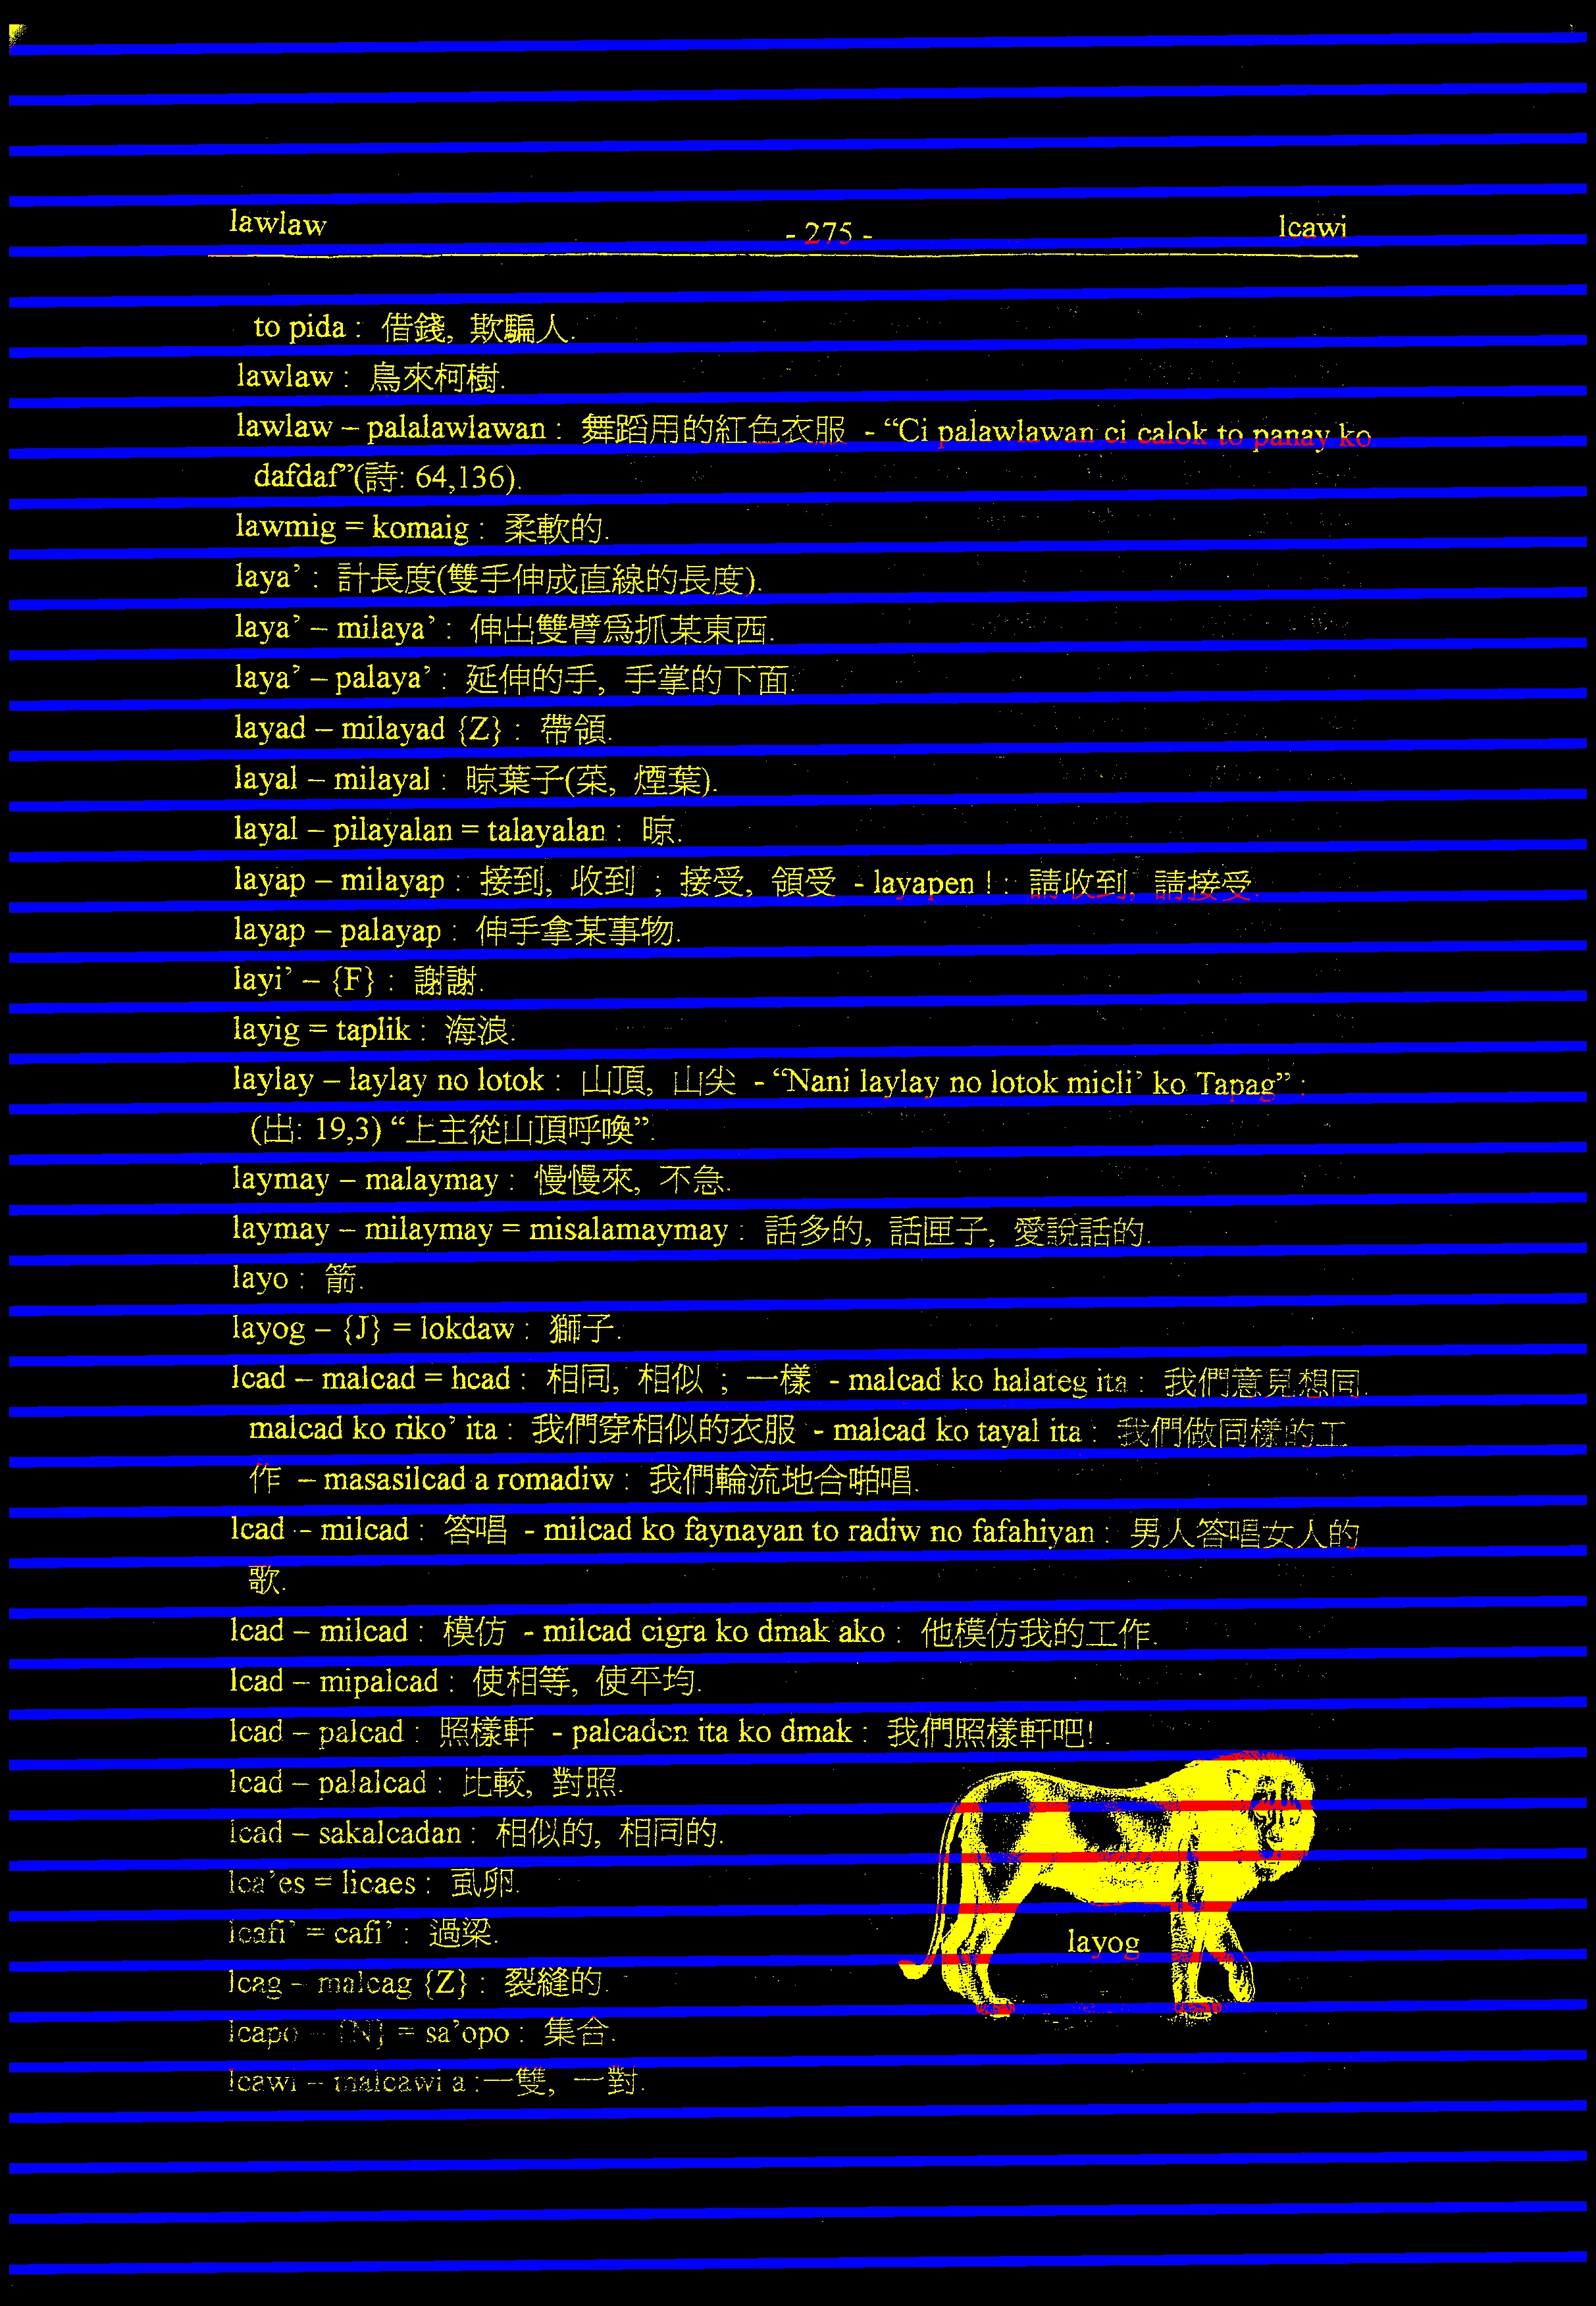 lawlaw - 275 - lcawi
to pida : 借錢, 欺騙人.
lawlaw : 鳥來柯樹.
lawlaw – palalawlawan : 舞蹈用的紅色衣服 - “Ci palawlawan ci calok to panay ko
dafdaf”(詩: 64,136).
lawmig = komaig : 柔軟的.
laya’ : 計長度(雙手伸成直線的長度).
laya’ – milaya’ : 伸出雙臂爲抓某東西.
laya’ – palaya’ : 延伸的手, 手掌的下面.
layad – milayad {Z} : 帶領.
layal – milayal : 晾葉子(菜, 煙葉).
layal – pilayalan = talayalan : 晾.
layap – milayap : 接到, 收到 ; 接受, 領受 - layapen ! : 請收到, 請接受.
layap – palayap : 伸手拿某事物.
layi’ – {F} : 謝謝.
layig = taplik : 海浪.
laylay – laylay no lotok : 山頂, 山尖 - “Nani laylay no lotok micli’ ko Tapag” :
(出: 19,3) “上主從山頂呼喚”.
laymay – malaymay : 慢慢來, 不急.
laymay – milaymay = misalamaymay : 話多的, 話匣子, 愛說話的.
layo : 箭.
layog – {J} = lokdaw : 獅子.
lcad – malcad = hcad : 相同, 相似 ; 一樣 - malcad ko halateg ita : 我們意見想同.
malcad ko riko’ ita : 我們穿相似的衣服 - malcad ko tayal ita : 我們做同樣的工
作 – masasilcad a romadiw : 我們輪流地合啪唱.
lcad – milcad : 答唱 - milcad ko faynayan to radiw no fafahiyan : 男人答唱女人的
歌.
lcad – milcad : 模仿 - milcad cigra ko dmak ako : 他模仿我的工作.
lcad – mipalcad : 使相等, 使平均.
lcad – palcad : 照樣軒 - palcaden ita ko dmak : 我們照樣軒吧! .
lcad – palalcad : 比較, 對照.
lcad – sakalcadan : 相似的, 相同的.
lca’es = licaes : 虱卵.
lcafi’ = cafi’ : 過梁.
lcag – malcag {Z} : 裂縫的.
layog
lcapo – {N} = sa’opo : 集合.
lcawi – malcawi a :一雙, 一對.